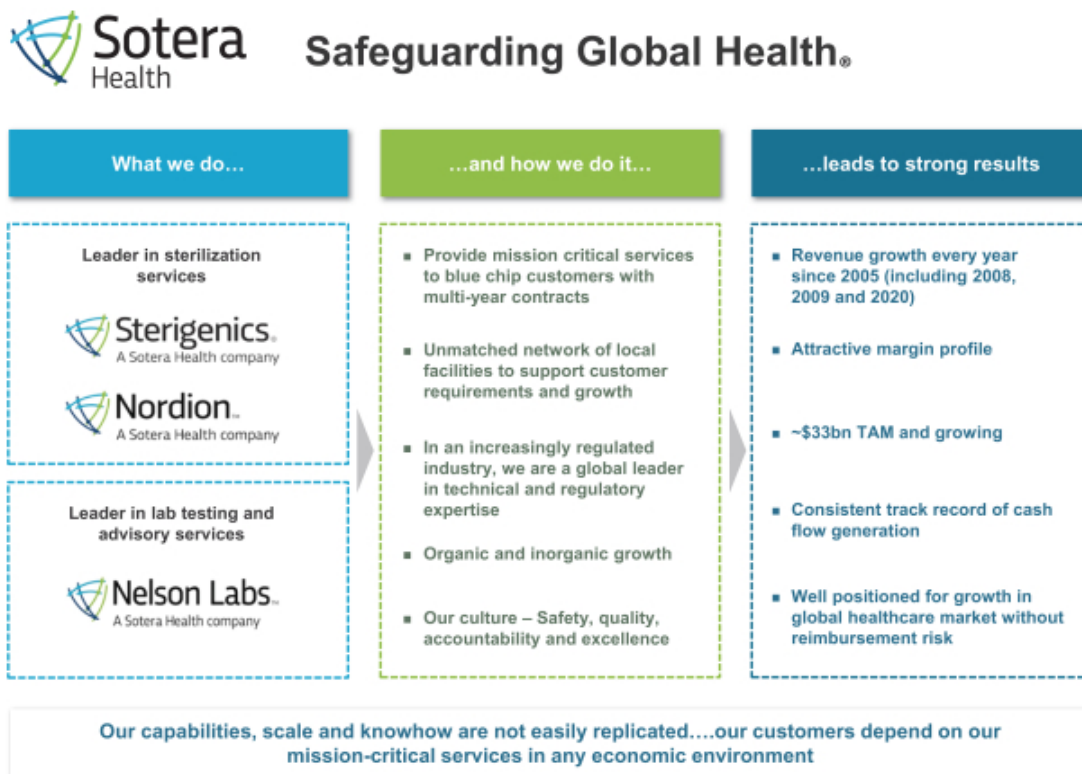 Sotera
Health
Safeguarding Global Health®
What we do…
Leader in sterilization
services
Sterigenics®
A Sotera Health company
Nordion™
A Sotera Health company
Leader in lab testing and
advisory services
Nelson Labs™
A Sotera Health company
…and how we do it…
▪ Provide mission critical services
to blue chip customers with
multi-year contracts
▪ Unmatched network of local
facilities to support customer
requirements and growth
▪ In an increasingly regulated
industry, we are a global leader
in technical and regulatory
expertise
▪ Organic and inorganic growth
▪ Our culture – Safety, quality,
accountability and excellence
…leads to strong results
▪ Revenue growth every year
since 2005 (including 2008,
2009 and 2020)
▪ Attractive margin profile
▪ ~$33bn TAM and growing
▪ Consistent track record of cash
flow generation
▪ Well positioned for growth in
global healthcare market without
reimbursement risk
Our capabilities, scale and knowhow are not easily replicated….our customers depend on our
mission-critical services in any economic environment